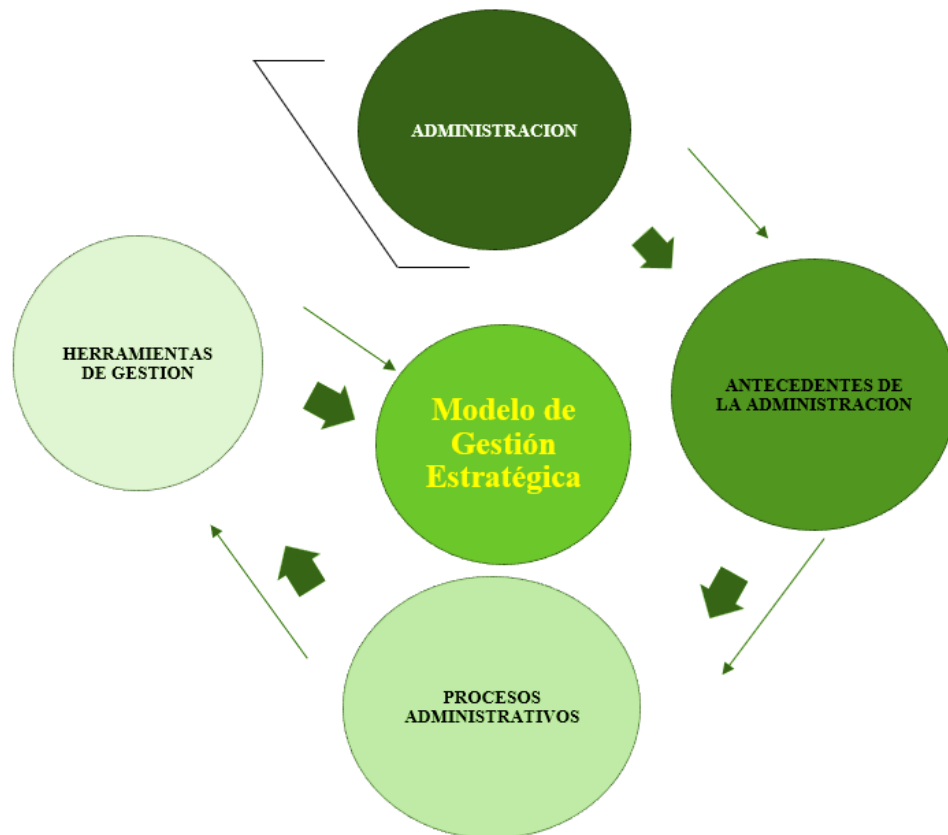 ADMINISTRACION
HERRAMIENTAS
DE GESTION
Modelo de
Gestión
Estratégica
ANTECEDENTES DE
LA ADMINISTRACION
PROCESOS
ADMINISTRATIVOS